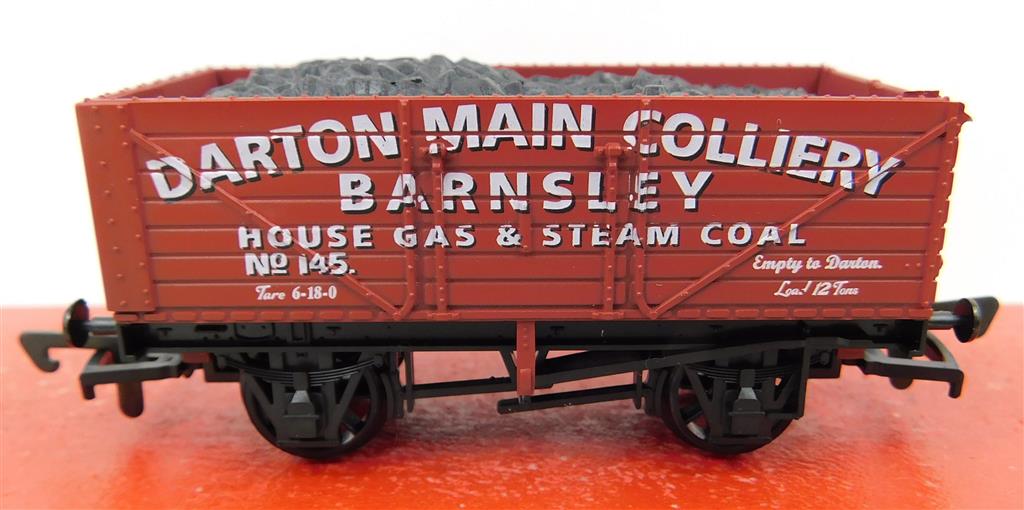 DARTON MAIN COLLIERY
BARNSLEY
HOUSE GAS & STEAM COAL
No 145.
Tare 6-18-0
Empty to Darton.
Load 12 Tons